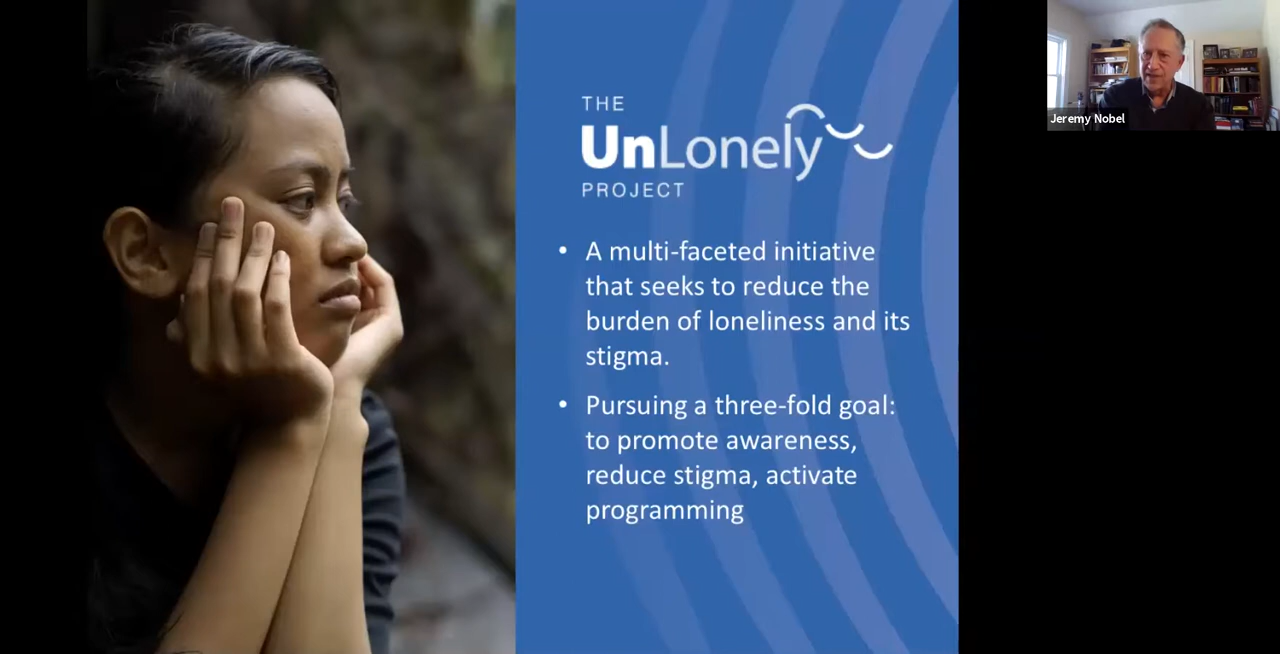 THE
UnLonely
PROJECT
• A multi-faceted initiative
that seeks to reduce the
burden of loneliness and its
stigma.
• Pursuing a three-fold goal:
to promote awareness,
reduce stigma, activate
programming
Jeremy Nobel